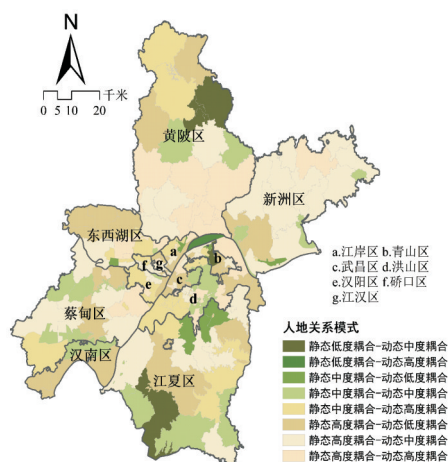 N
千米
0 5 10 20
黄陂区
新洲区
东西湖区
a
b
f
g
c
e
d
蔡甸区
汉南区
江夏区
a.江岸区 b.青山区
c.武昌区 d.洪山区
e.汉阳区 f.硚口区
g.江汉区
人地关系模式
静态低度耦合-动态中度耦合
静态低度耦合-动态高度耦合
静态中度耦合-动态低度耦合
静态中度耦合-动态中度耦合
静态中度耦合-动态高度耦合
静态高度耦合-动态低度耦合
静态高度耦合-动态中度耦合
静态高度耦合-动态高度耦合